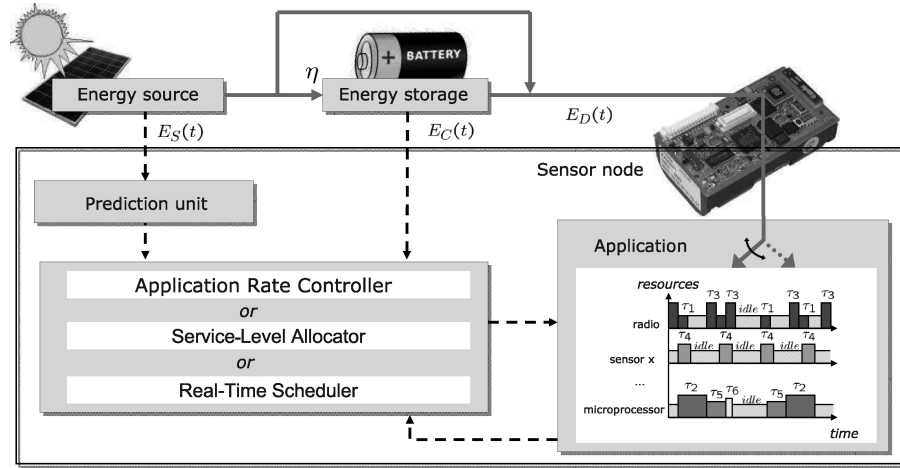 + BATTERY
Energy source
η
Energy storage
E_S(t)
E_C(t)
E_D(t)
Sensor node
Prediction unit
Application
Application Rate Controller
or
Service-Level Allocator
or
Real-Time Scheduler
resources
τ3 τ3 τ3 τ3
τ1 idle τ1 τ1
radio
τ4 idle τ4 idle τ4 idle τ4
sensor x
...
τ2 τ5 τ6 idle τ5 τ2
microprocessor
time